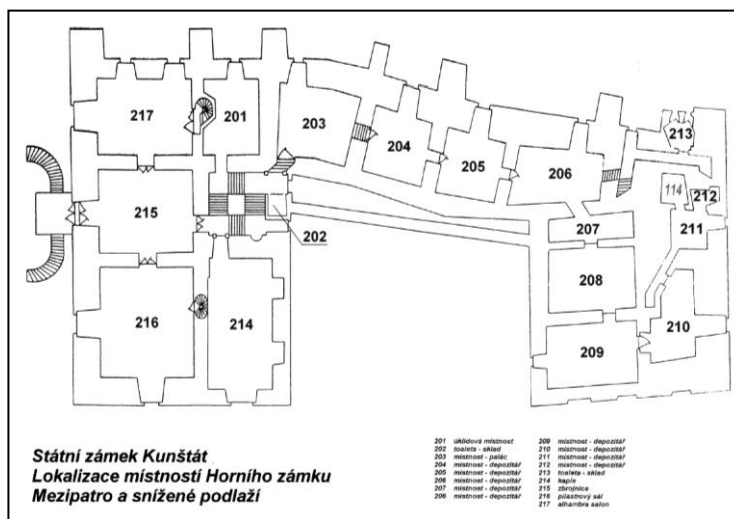 217
201
203
204
205
206
213
114
212
215
202
207
211
208
216
214
210
209
Státní zámek Kunštát
Lokalizace místností Horního zámku
Mezipatro a snížené podlaží
201 úklidová místnost
202 toaleta - sklad
203 místnost - palác
204 místnost - depozitář
205 místnost - depozitář
206 místnost - depozitář
207 místnost - depozitář
208 místnost - depozitář
209 místnost - depozitář
210 místnost - depozitář
211 místnost - depozitář
212 místnost - depozitář
213 toaleta - sklad
214 kaple
215 zbrojnice
216 pilastrový sál
217 alhambra salon